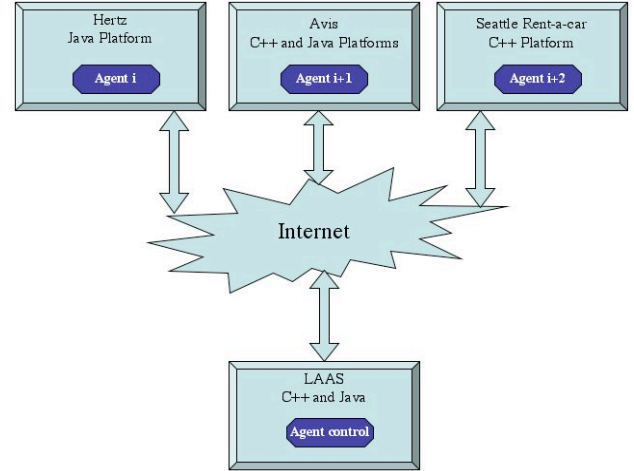 Hertz
Java Platform
Agent i
Avis
C++ and Java Platforms
Agent i+1
Seattle Rent-a-car
C++ Platform
Agent i+2
Internet
LAAS
C++ and Java
Agent control